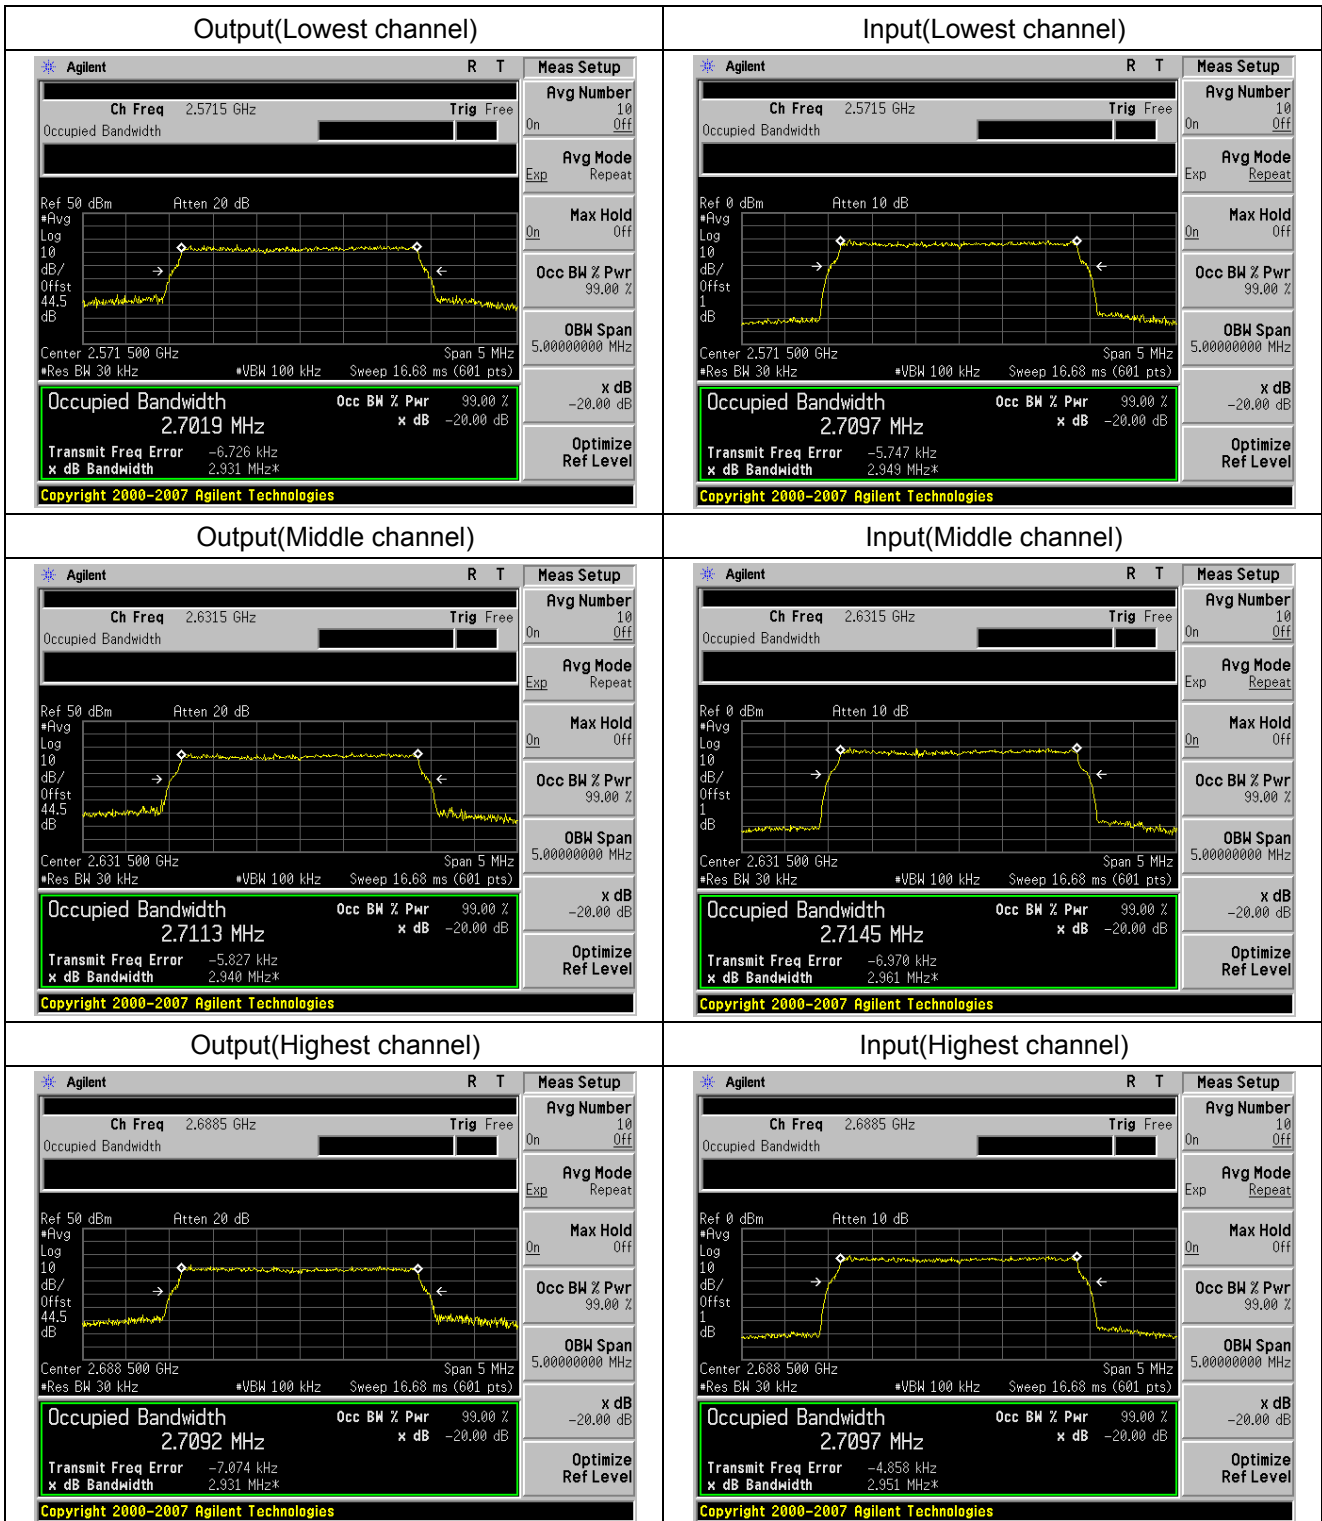 Output(Lowest channel)
Agilent R T Meas Setup
Ch Freq 2.5715 GHz Trig Free
Occupied Bandwidth
Avg Number
10
On Off
Avg Mode
Exp Repeat
Ref 50 dBm Atten 20 dB
#Avg
Log
10
dB/
Offst
44.5
dB
Max Hold
On Off
Occ BW % Pwr
99.00 %
OBW Span
5.00000000 MHz
Center 2.571 500 GHz Span 5 MHz
#Res BW 30 kHz #VBW 100 kHz Sweep 16.68 ms (601 pts)
Occupied Bandwidth Occ BW % Pwr 99.00 %
2.7019 MHz x dB -20.00 dB
Transmit Freq Error -6.726 kHz
x dB Bandwidth 2.931 MHz*
x dB
-20.00 dB
Optimize
Ref Level
Copyright 2000-2007 Agilent Technologies
Input(Lowest channel)
Agilent R T Meas Setup
Ch Freq 2.5715 GHz Trig Free
Occupied Bandwidth
Avg Number
10
On Off
Avg Mode
Exp Repeat
Ref 0 dBm Atten 10 dB
#Avg
Log
10
dB/
Offst
1
dB
Max Hold
On Off
Occ BW % Pwr
99.00 %
OBW Span
5.00000000 MHz
Center 2.571 500 GHz Span 5 MHz
#Res BW 30 kHz #VBW 100 kHz Sweep 16.68 ms (601 pts)
Occupied Bandwidth Occ BW % Pwr 99.00 %
2.7097 MHz x dB -20.00 dB
Transmit Freq Error -5.747 kHz
x dB Bandwidth 2.949 MHz*
x dB
-20.00 dB
Optimize
Ref Level
Copyright 2000-2007 Agilent Technologies
Output(Middle channel)
Agilent R T Meas Setup
Ch Freq 2.6315 GHz Trig Free
Occupied Bandwidth
Avg Number
10
On Off
Avg Mode
Exp Repeat
Ref 50 dBm Atten 20 dB
#Avg
Log
10
dB/
Offst
44.5
dB
Max Hold
On Off
Occ BW % Pwr
99.00 %
OBW Span
5.00000000 MHz
Center 2.631 500 GHz Span 5 MHz
#Res BW 30 kHz #VBW 100 kHz Sweep 16.68 ms (601 pts)
Occupied Bandwidth Occ BW % Pwr 99.00 %
2.7113 MHz x dB -20.00 dB
Transmit Freq Error -5.827 kHz
x dB Bandwidth 2.940 MHz*
x dB
-20.00 dB
Optimize
Ref Level
Copyright 2000-2007 Agilent Technologies
Input(Middle channel)
Agilent R T Meas Setup
Ch Freq 2.6315 GHz Trig Free
Occupied Bandwidth
Avg Number
10
On Off
Avg Mode
Exp Repeat
Ref 0 dBm Atten 10 dB
#Avg
Log
10
dB/
Offst
1
dB
Max Hold
On Off
Occ BW % Pwr
99.00 %
OBW Span
5.00000000 MHz
Center 2.631 500 GHz Span 5 MHz
#Res BW 30 kHz #VBW 100 kHz Sweep 16.68 ms (601 pts)
Occupied Bandwidth Occ BW % Pwr 99.00 %
2.7145 MHz x dB -20.00 dB
Transmit Freq Error -6.970 kHz
x dB Bandwidth 2.961 MHz*
x dB
-20.00 dB
Optimize
Ref Level
Copyright 2000-2007 Agilent Technologies
Output(Highest channel)
Agilent R T Meas Setup
Ch Freq 2.6885 GHz Trig Free
Occupied Bandwidth
Avg Number
10
On Off
Avg Mode
Exp Repeat
Ref 50 dBm Atten 20 dB
#Avg
Log
10
dB/
Offst
44.5
dB
Max Hold
On Off
Occ BW % Pwr
99.00 %
OBW Span
5.00000000 MHz
Center 2.688 500 GHz Span 5 MHz
#Res BW 30 kHz #VBW 100 kHz Sweep 16.68 ms (601 pts)
Occupied Bandwidth Occ BW % Pwr 99.00 %
2.7092 MHz x dB -20.00 dB
Transmit Freq Error -7.074 kHz
x dB Bandwidth 2.931 MHz*
x dB
-20.00 dB
Optimize
Ref Level
Copyright 2000-2007 Agilent Technologies
Input(Highest channel)
Agilent R T Meas Setup
Ch Freq 2.6885 GHz Trig Free
Occupied Bandwidth
Avg Number
10
On Off
Avg Mode
Exp Repeat
Ref 0 dBm Atten 10 dB
#Avg
Log
10
dB/
Offst
1
dB
Max Hold
On Off
Occ BW % Pwr
99.00 %
OBW Span
5.00000000 MHz
Center 2.688 500 GHz Span 5 MHz
#Res BW 30 kHz #VBW 100 kHz Sweep 16.68 ms (601 pts)
Occupied Bandwidth Occ BW % Pwr 99.00 %
2.7097 MHz x dB -20.00 dB
Transmit Freq Error -4.858 kHz
x dB Bandwidth 2.951 MHz*
x dB
-20.00 dB
Optimize
Ref Level
Copyright 2000-2007 Agilent Technologies